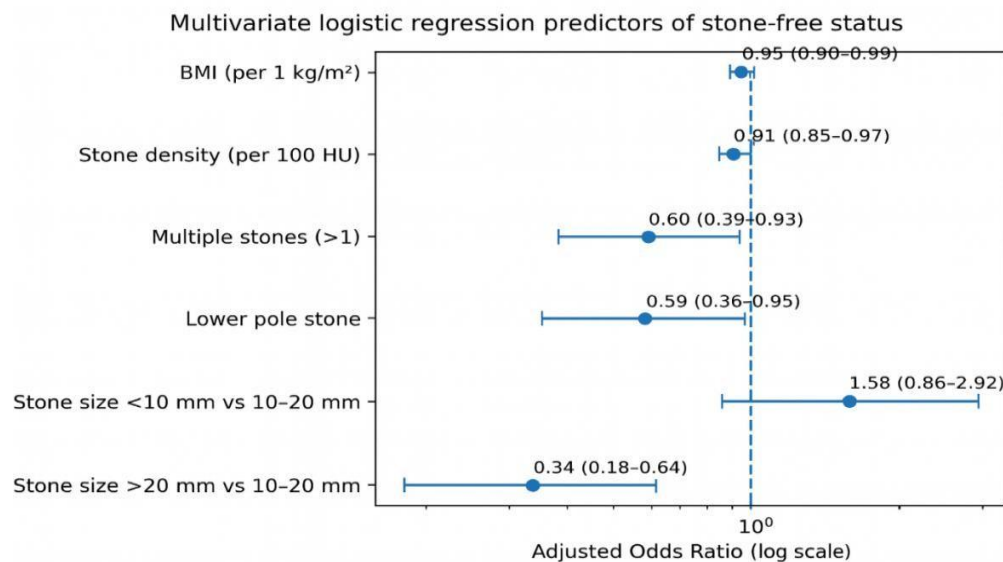 Multivariate logistic regression predictors of stone-free status
BMI (per 1 kg/m²)
0.95 (0.90–0.99)
Stone density (per 100 HU)
0.91 (0.85–0.97)
Multiple stones (>1)
0.60 (0.39–0.93)
Lower pole stone
0.59 (0.36–0.95)
Stone size <10 mm vs 10–20 mm
1.58 (0.86–2.92)
Stone size >20 mm vs 10–20 mm
0.34 (0.18–0.64)
10⁰
Adjusted Odds Ratio (log scale)